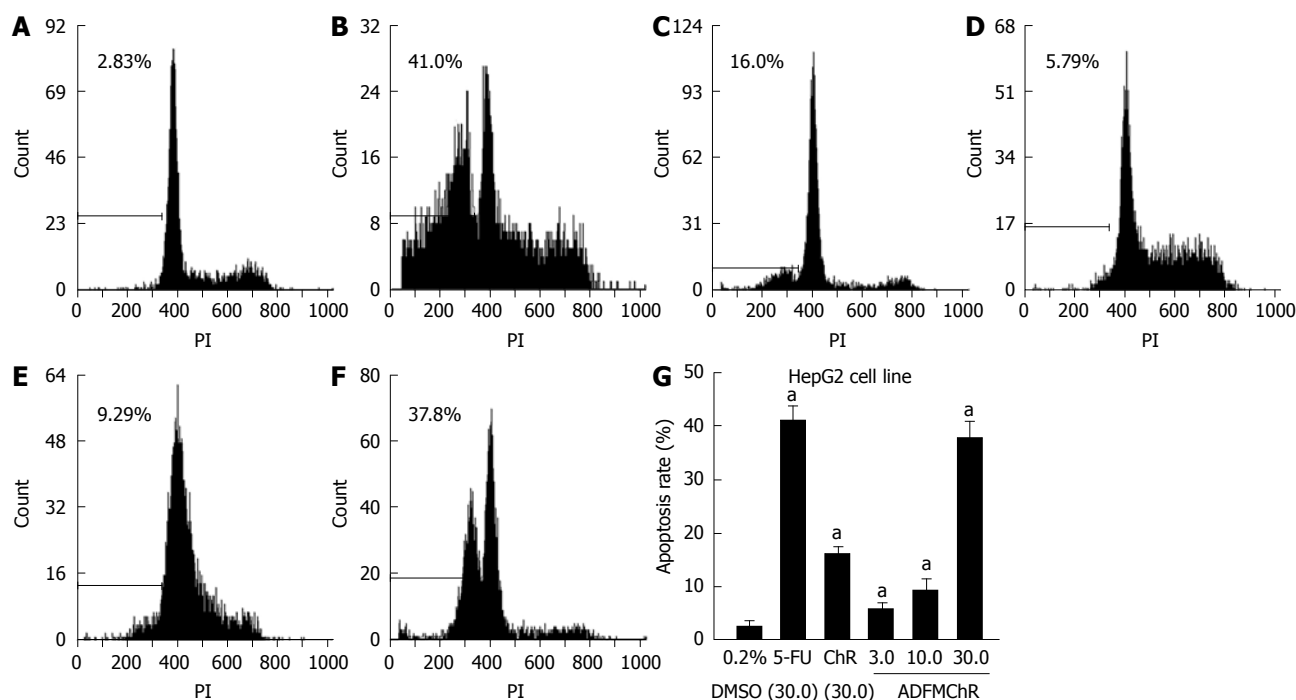 A
92
69
46
23
0
Count
2.83%
0 200 400 600 800 1000
PI
B
32
24
16
8
0
Count
41.0%
0 200 400 600 800 1000
PI
C
124
93
62
31
0
Count
16.0%
0 200 400 600 800 1000
PI
D
68
51
34
17
0
Count
5.79%
0 200 400 600 800 1000
PI
E
64
48
32
16
0
Count
9.29%
0 200 400 600 800 1000
PI
F
80
60
40
20
0
Count
37.8%
0 200 400 600 800 1000
PI
G
HepG2 cell line
50
40
30
20
10
0
Apoptosis rate (%)
a
a
a
a
a
0.2% 5-FU ChR 3.0 10.0 30.0
DMSO (30.0) (30.0) ADFMChR